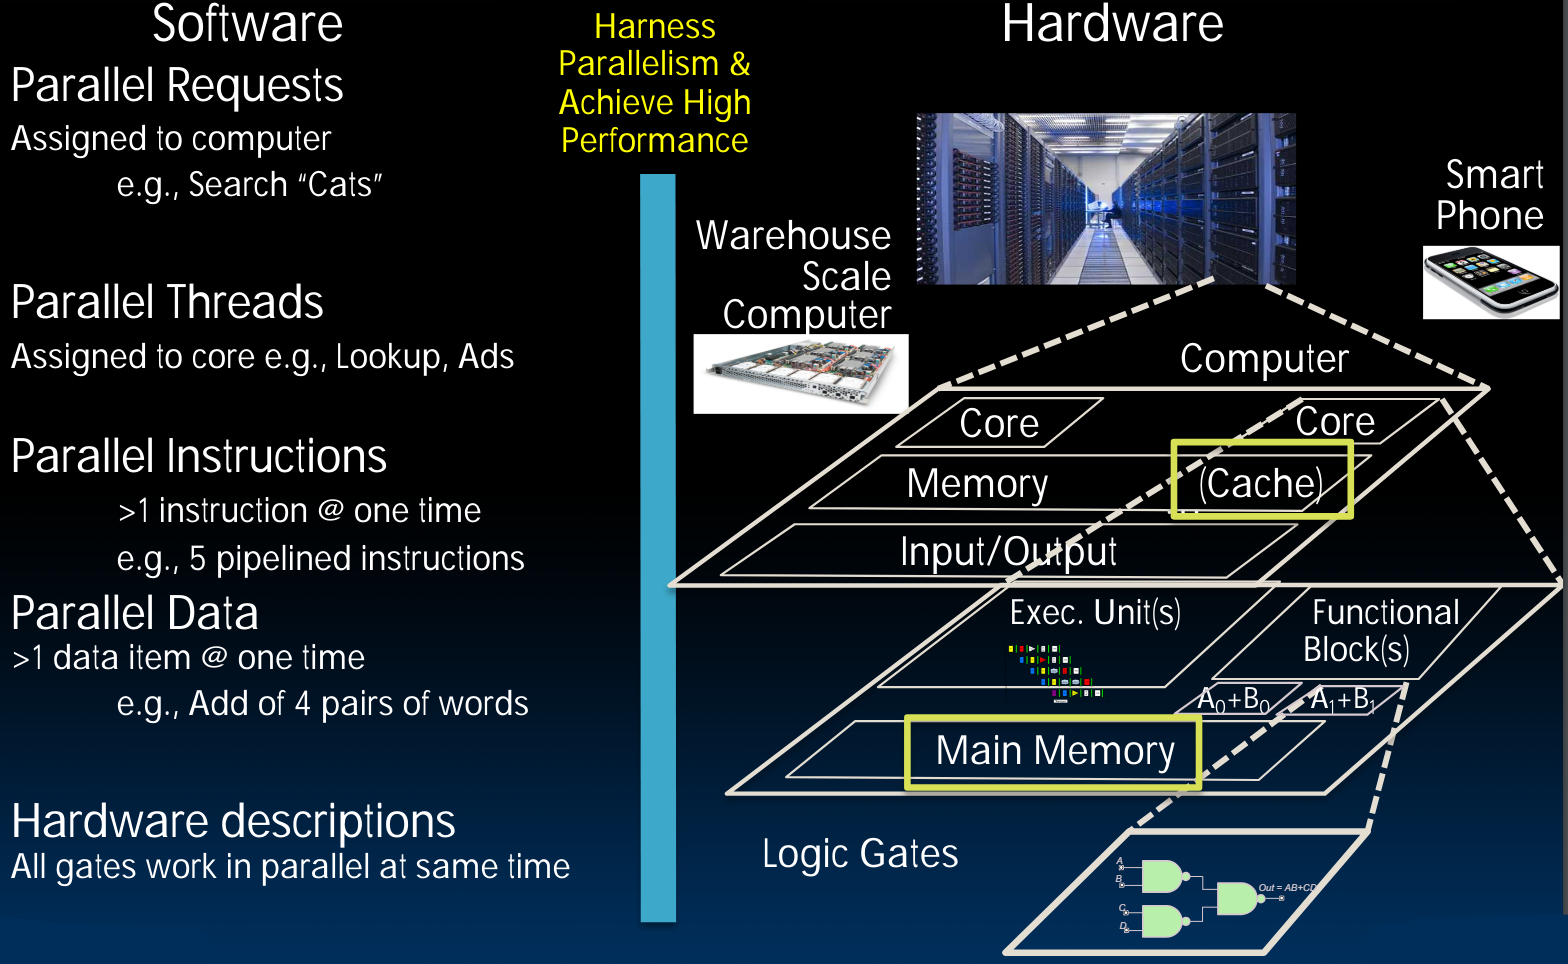 Software
Harness
Parallelism &
Achieve High
Performance
Hardware
Parallel Requests
Assigned to computer
e.g., Search “Cats”
Smart
Phone
Warehouse
Scale
Computer
Parallel Threads
Assigned to core e.g., Lookup, Ads
Computer
Core
Core
Parallel Instructions
>1 instruction @ one time
e.g., 5 pipelined instructions
Memory
(Cache)
Input/Output
Parallel Data
>1 data item @ one time
e.g., Add of 4 pairs of words
Exec. Unit(s)
Functional
Block(s)
A₀+B₀
A₁+B₁
Main Memory
Hardware descriptions
All gates work in parallel at same time
Logic Gates
A
B
C
D
Out = AB+CD